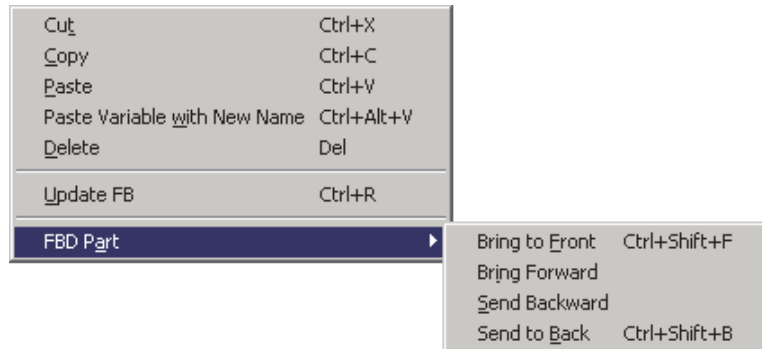 Cut Ctrl+X
Copy Ctrl+C
Paste Ctrl+V
Paste Variable with New Name Ctrl+Alt+V
Delete Del
Update FB Ctrl+R
FBD Part
Bring to Front Ctrl+Shift+F
Bring Forward
Send Backward
Send to Back Ctrl+Shift+B